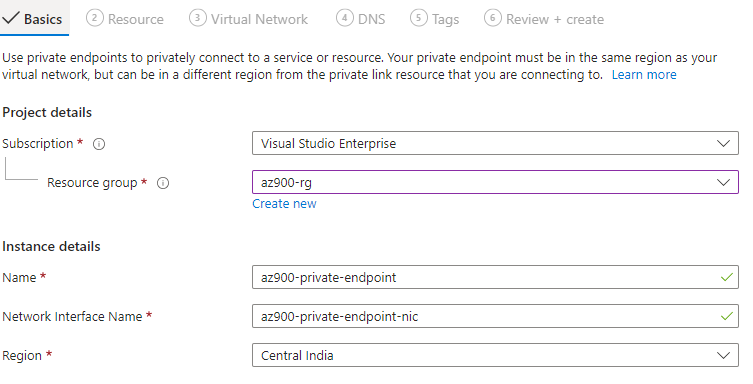 Basics 2 Resource 3 Virtual Network 4 DNS 5 Tags 6 Review + create
Use private endpoints to privately connect to a service or resource. Your private endpoint must be in the same region as your
virtual network, but can be in a different region from the private link resource that you are connecting to. Learn more
Project details
Subscription * Visual Studio Enterprise
Resource group * az900-rg
Create new
Instance details
Name * az900-private-endpoint
Network Interface Name * az900-private-endpoint-nic
Region * Central India